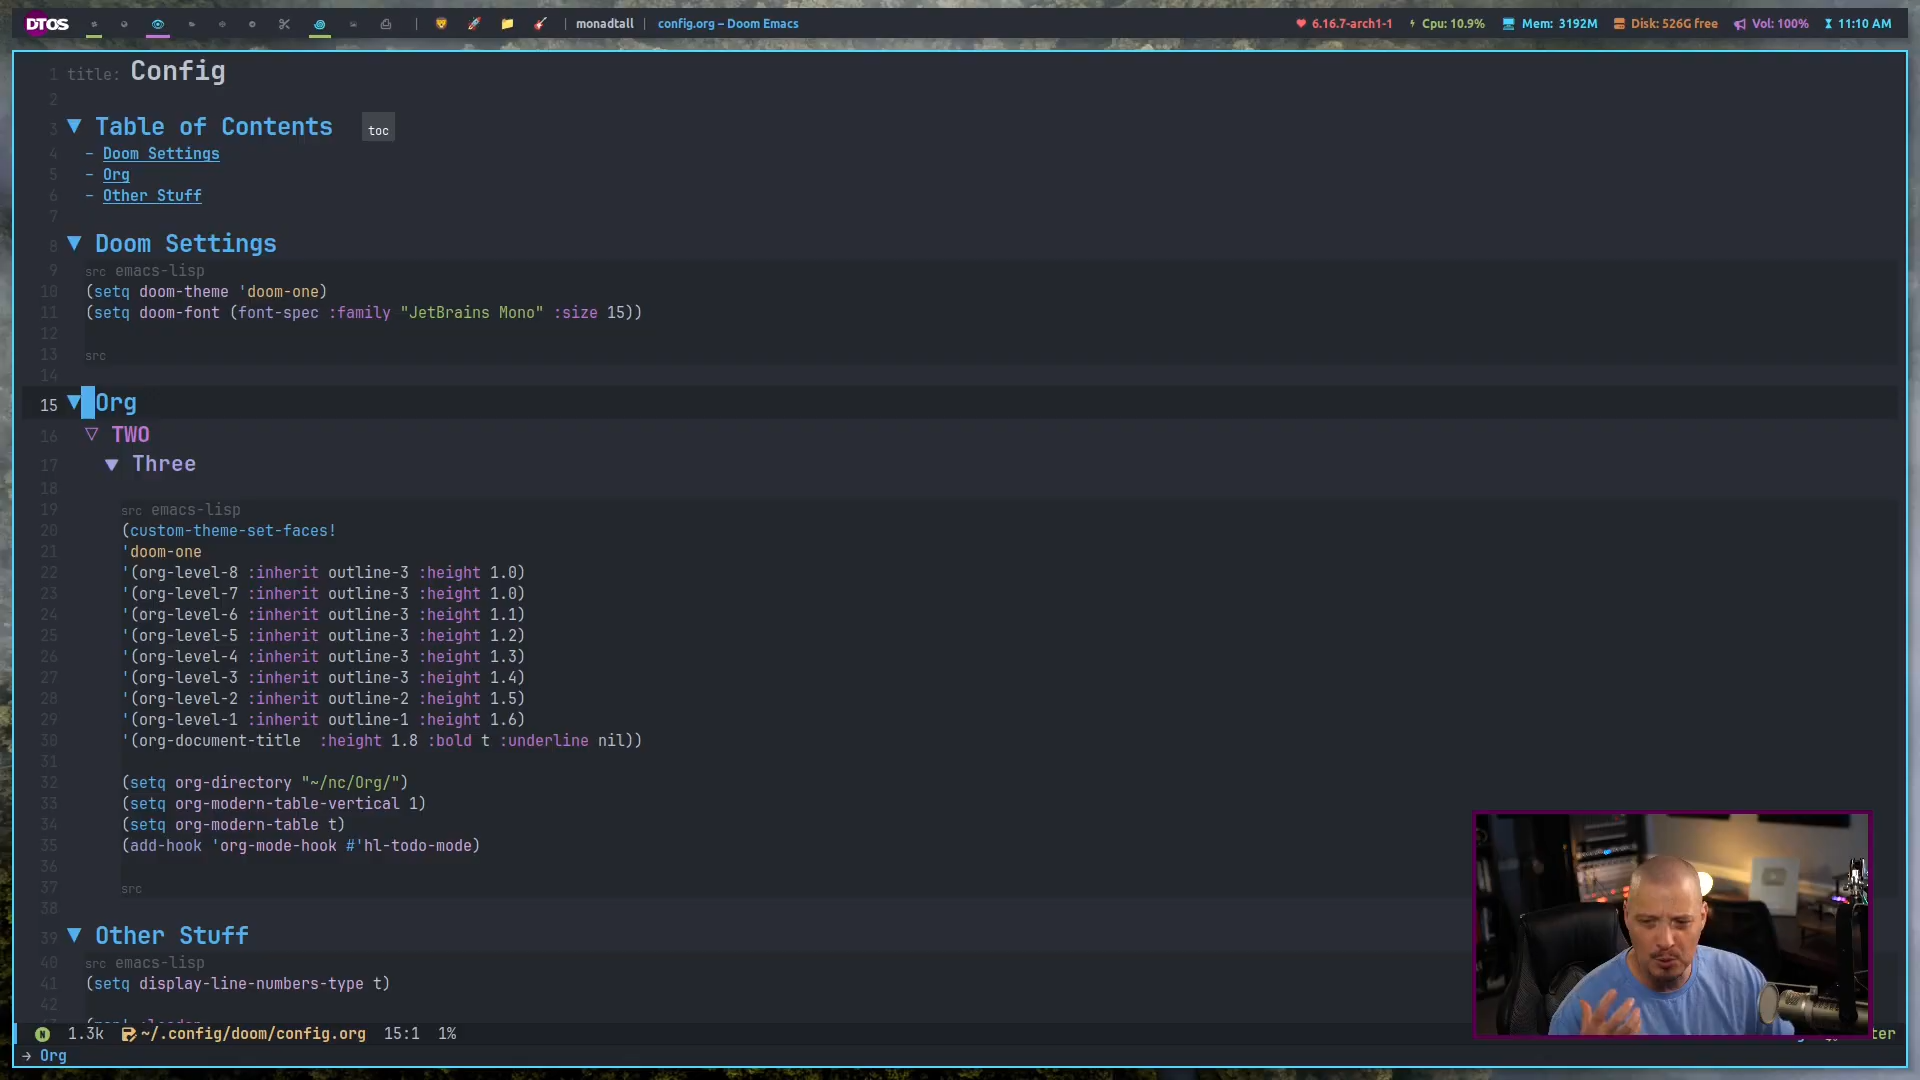 DTOS | monadtall | config.org – Doom Emacs 6.16.7-arch1-1 Cpu: 10.9% Mem: 3192M Disk: 526G free Vol: 100% 11:10 AM
1 title: Config
2
3 ▼ Table of Contents toc
4 - Doom Settings
5 - Org
6 - Other Stuff
7
8 ▼ Doom Settings
9 src emacs-lisp
10 (setq doom-theme 'doom-one)
11 (setq doom-font (font-spec :family "JetBrains Mono" :size 15))
12
13 src
14
15 ▼ Org
16 ▽ TWO
17 ▼ Three
18
19 src emacs-lisp
20 (custom-theme-set-faces!
21 'doom-one
22 '(org-level-8 :inherit outline-3 :height 1.0)
23 '(org-level-7 :inherit outline-3 :height 1.0)
24 '(org-level-6 :inherit outline-3 :height 1.1)
25 '(org-level-5 :inherit outline-3 :height 1.2)
26 '(org-level-4 :inherit outline-3 :height 1.3)
27 '(org-level-3 :inherit outline-3 :height 1.4)
28 '(org-level-2 :inherit outline-2 :height 1.5)
29 '(org-level-1 :inherit outline-1 :height 1.6)
30 '(org-document-title  :height 1.8 :bold t :underline nil))
31
32 (setq org-directory "~/nc/Org/")
33 (setq org-modern-table-vertical 1)
34 (setq org-modern-table t)
35 (add-hook 'org-mode-hook #'hl-todo-mode)
36
37 src
38
39 ▼ Other Stuff
40 src emacs-lisp
41 (setq display-line-numbers-type t)
42
N 1.3k ~/.config/doom/config.org 15:1 1% ter
→ Org